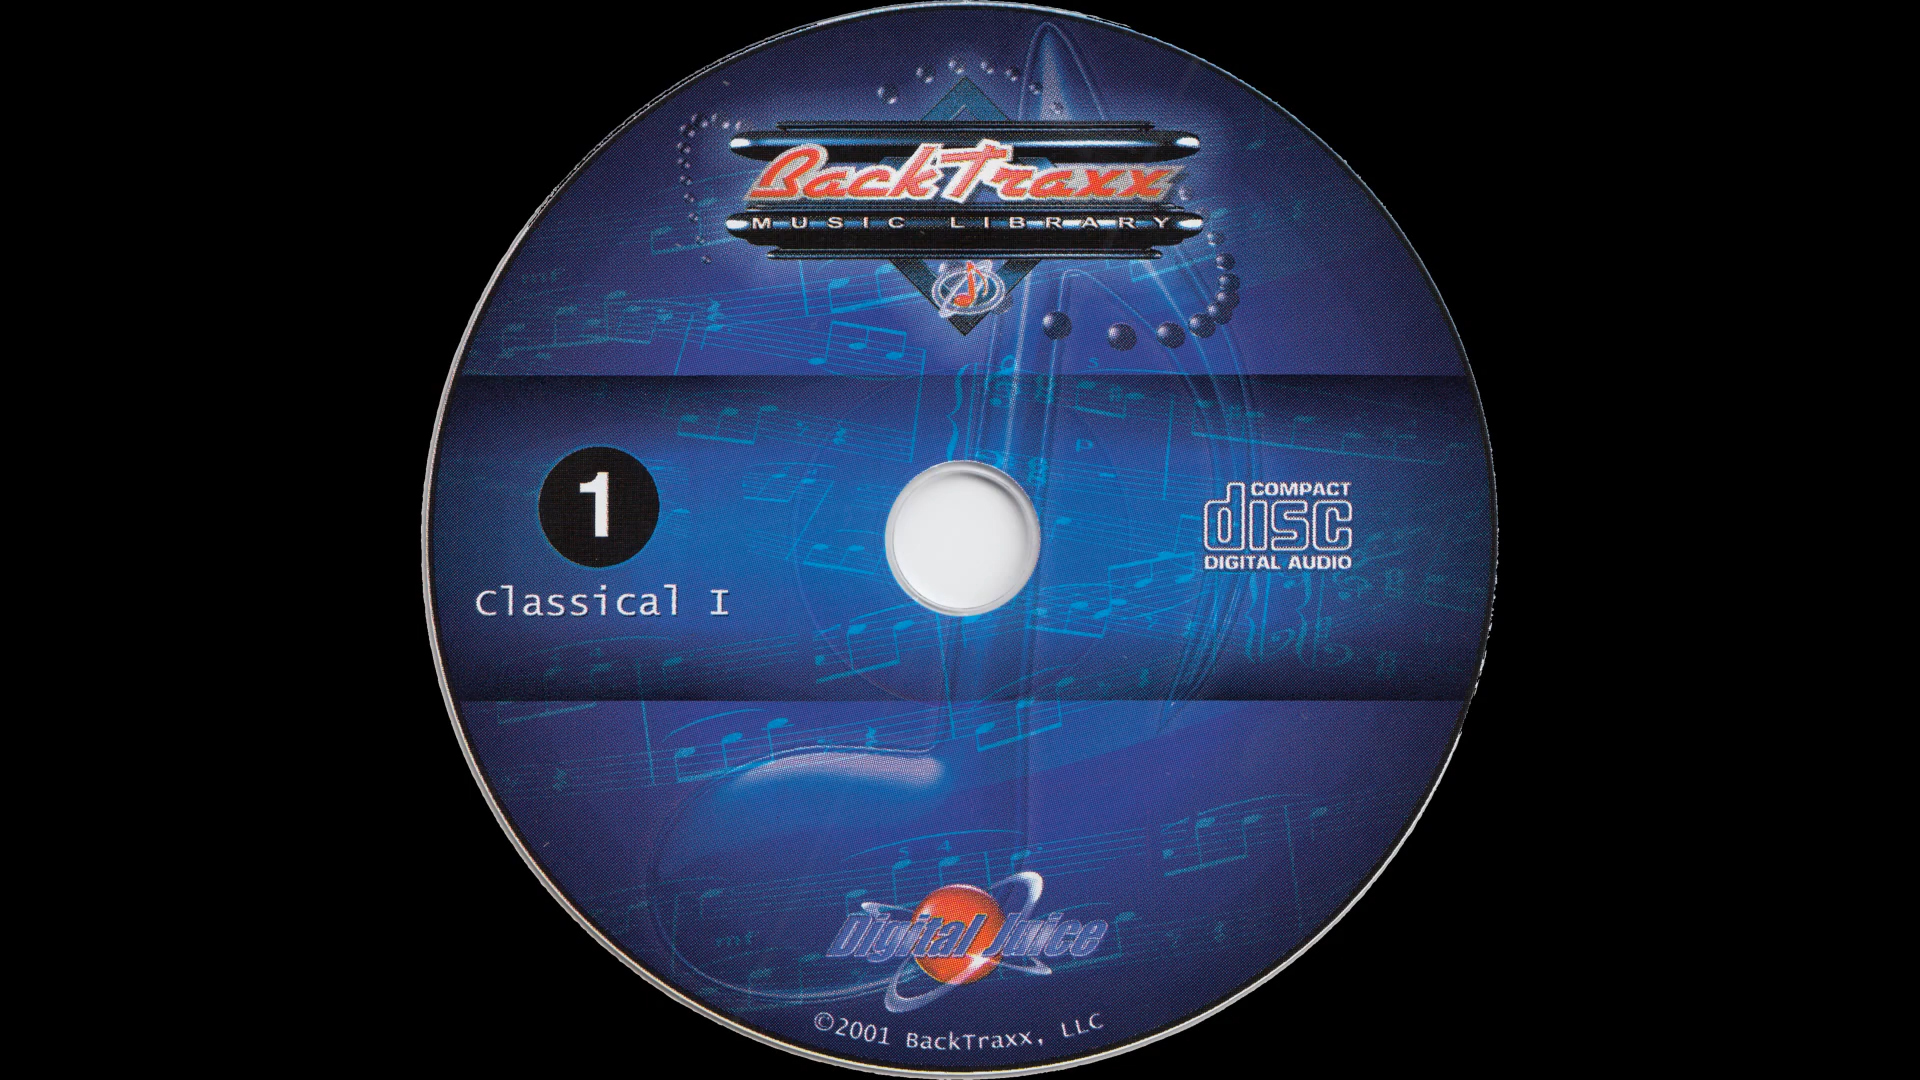 BackTraxx
MUSIC LIBRARY
1
Classical I
COMPACT
disc
DIGITAL AUDIO
Digital Juice
©2001 BackTraxx, LLC